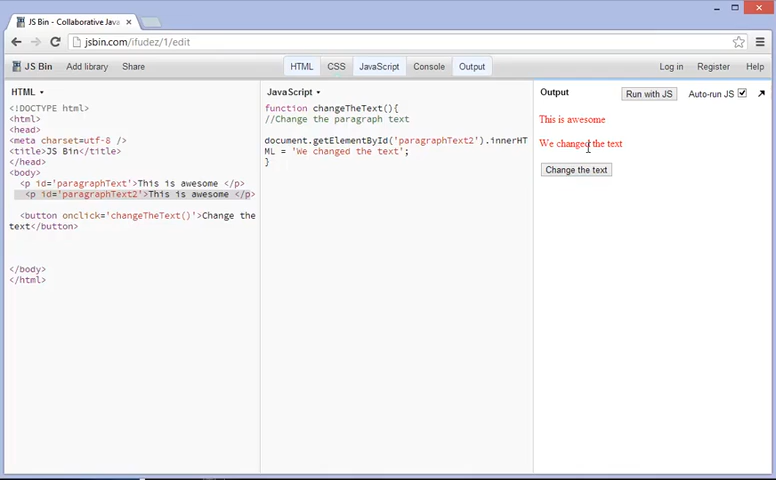 JS Bin - Collaborative Java
jsbin.com/ifudez/1/edit
JS Bin
Add library
Share
HTML
CSS
JavaScript
Console
Output
Log in
Register
Help
HTML
<!DOCTYPE html>
<html>
<head>
<meta charset=utf-8 />
<title>JS Bin</title>
</head>
<body>
<p id='paragraphText'>This is awesome </p>
<p id='paragraphText2'>This is awesome </p>
<button onclick='changeTheText()'>Change the
text</button>
</body>
</html>
JavaScript
function changeTheText(){
//Change the paragraph text
document.getElementById('paragraphText2').innerHT
ML = 'We changed the text';
}
Output
Run with JS
Auto-run JS
This is awesome
We changed the text
Change the text